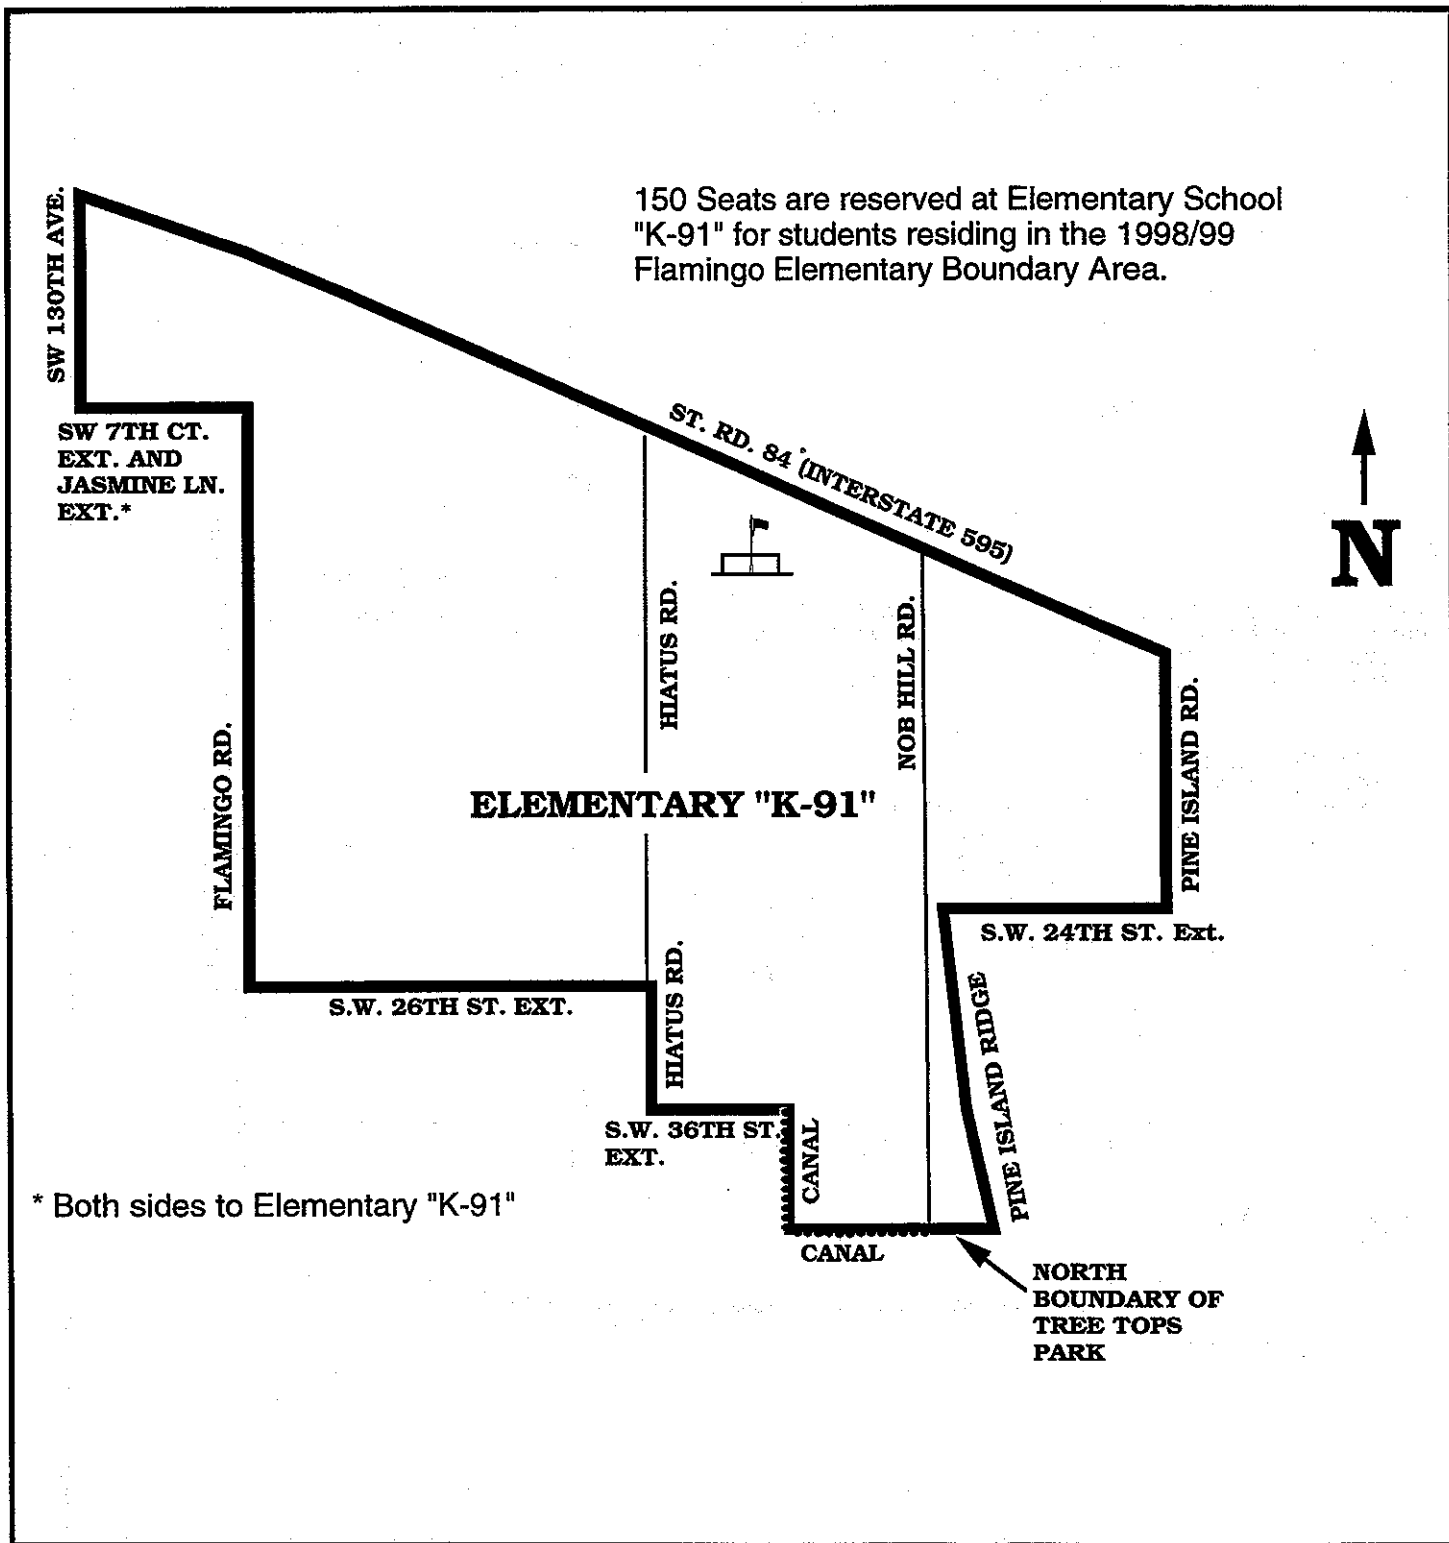 150 Seats are reserved at Elementary School
"K-91" for students residing in the 1998/99
Flamingo Elementary Boundary Area.
SW 130TH AVE.
SW 7TH CT.
EXT. AND
JASMINE LN.
EXT.*
ST. RD. 84 (INTERSTATE 595)
N
HIATUS RD.
NOB HILL RD.
PINE ISLAND RD.
FLAMINGO RD.
ELEMENTARY "K-91"
S.W. 24TH ST. Ext.
S.W. 26TH ST. EXT.
HIATUS RD.
PINE ISLAND RIDGE
S.W. 36TH ST.
EXT.
CANAL
* Both sides to Elementary "K-91"
CANAL
NORTH
BOUNDARY OF
TREE TOPS
PARK